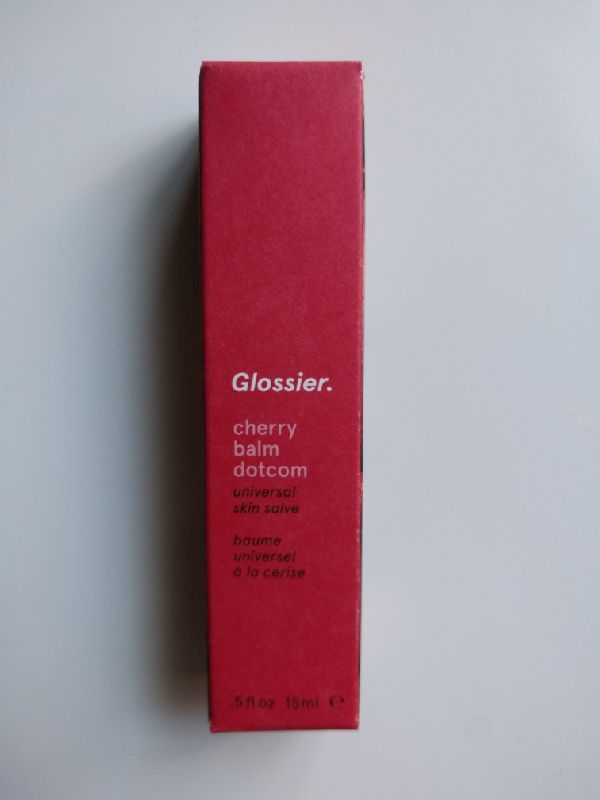 Glossier.
cherry
balm
dotcom
universal
skin salve
baume
universel
à la cerise
.5 fl oz 15ml ℮